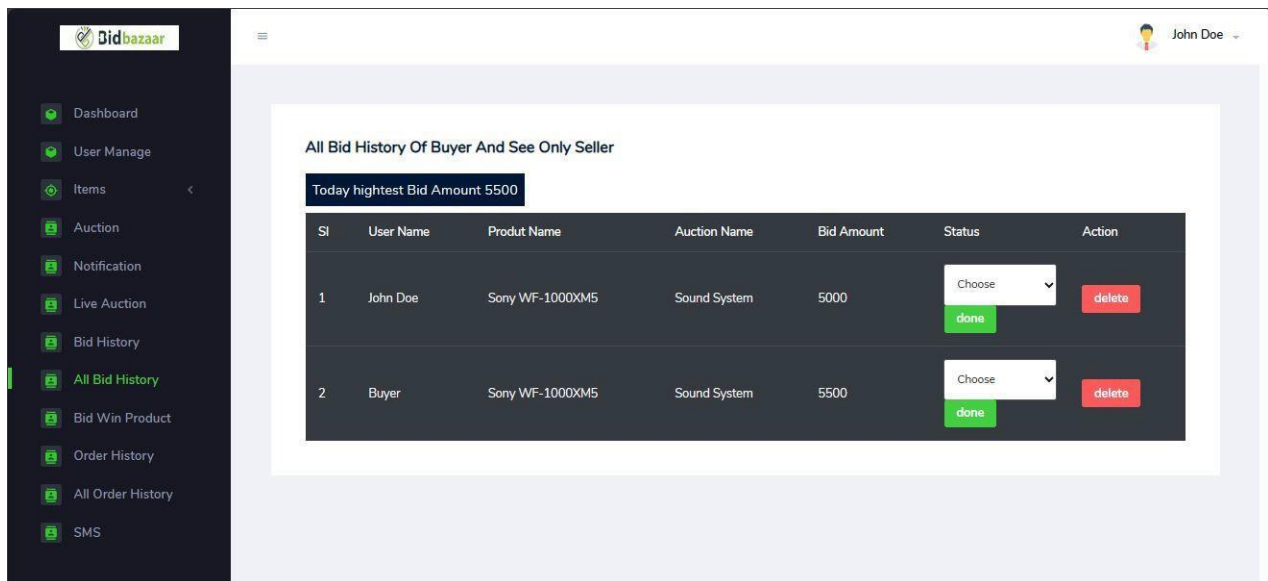 Bidbazaar
John Doe
Dashboard
User Manage
Items
Auction
Notification
Live Auction
Bid History
All Bid History
Bid Win Product
Order History
All Order History
SMS
All Bid History Of Buyer And See Only Seller
Today hightest Bid Amount 5500
Sl User Name Produt Name Auction Name Bid Amount Status Action
1 John Doe Sony WF-1000XM5 Sound System 5000 Choose delete
done
2 Buyer Sony WF-1000XM5 Sound System 5500 Choose delete
done